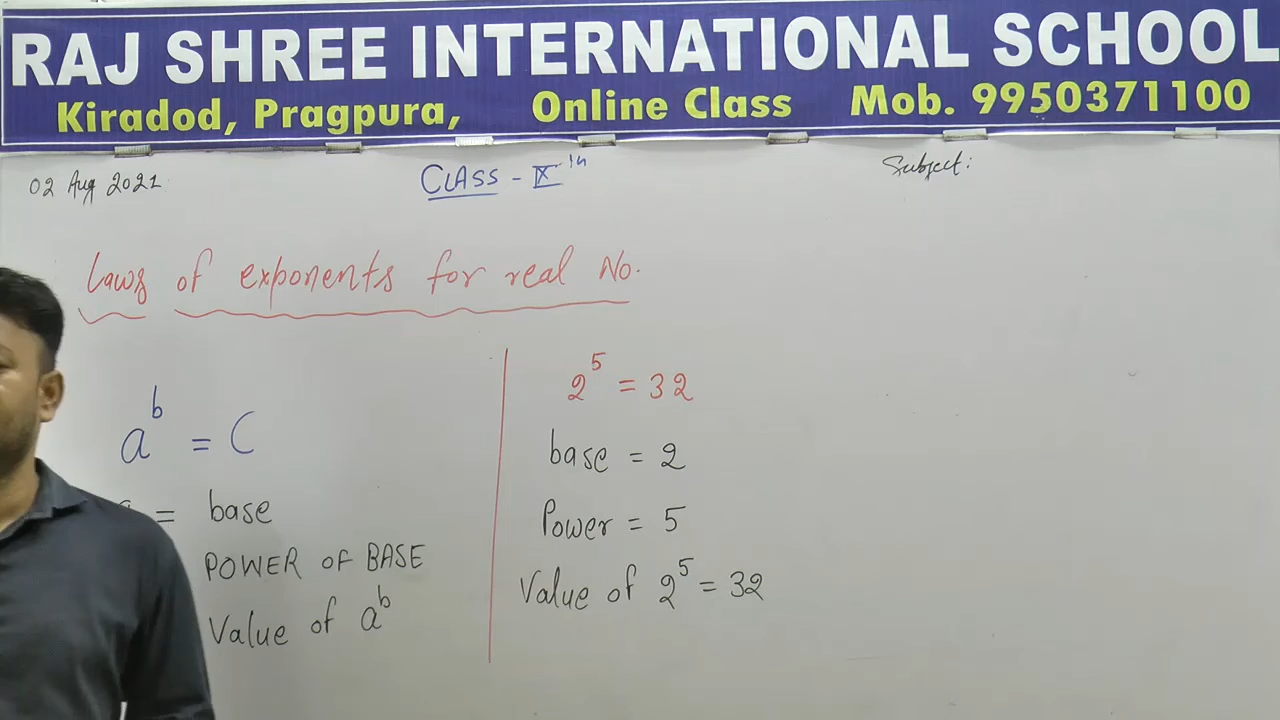 RAJ SHREE INTERNATIONAL SCHOOL
Kiradod, Pragpura, Online Class Mob. 9950371100
02 Aug 2021 CLASS - X th Subject:
Laws of exponents for real No.
a^b = C
= base
POWER of BASE
Value of a^b
2^5 = 32
base = 2
Power = 5
Value of 2^5 = 32